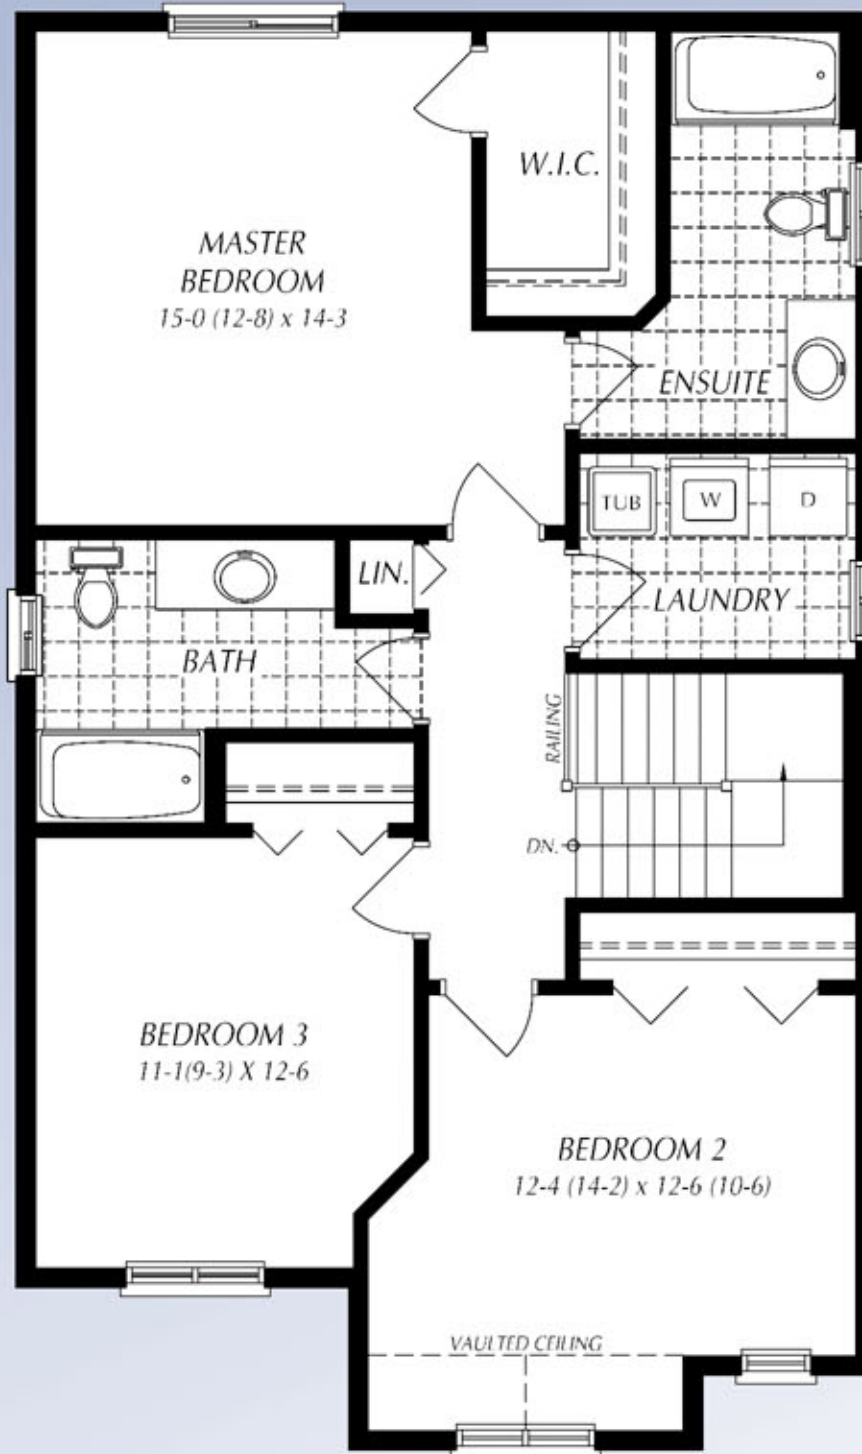 W.I.C.
MASTER
BEDROOM
15-0 (12-8) x 14-3
ENSUITE
TUB
W
D
LIN.
LAUNDRY
BATH
RAILING
DN.
BEDROOM 3
11-1(9-3) X 12-6
BEDROOM 2
12-4 (14-2) x 12-6 (10-6)
VAULTED CEILING